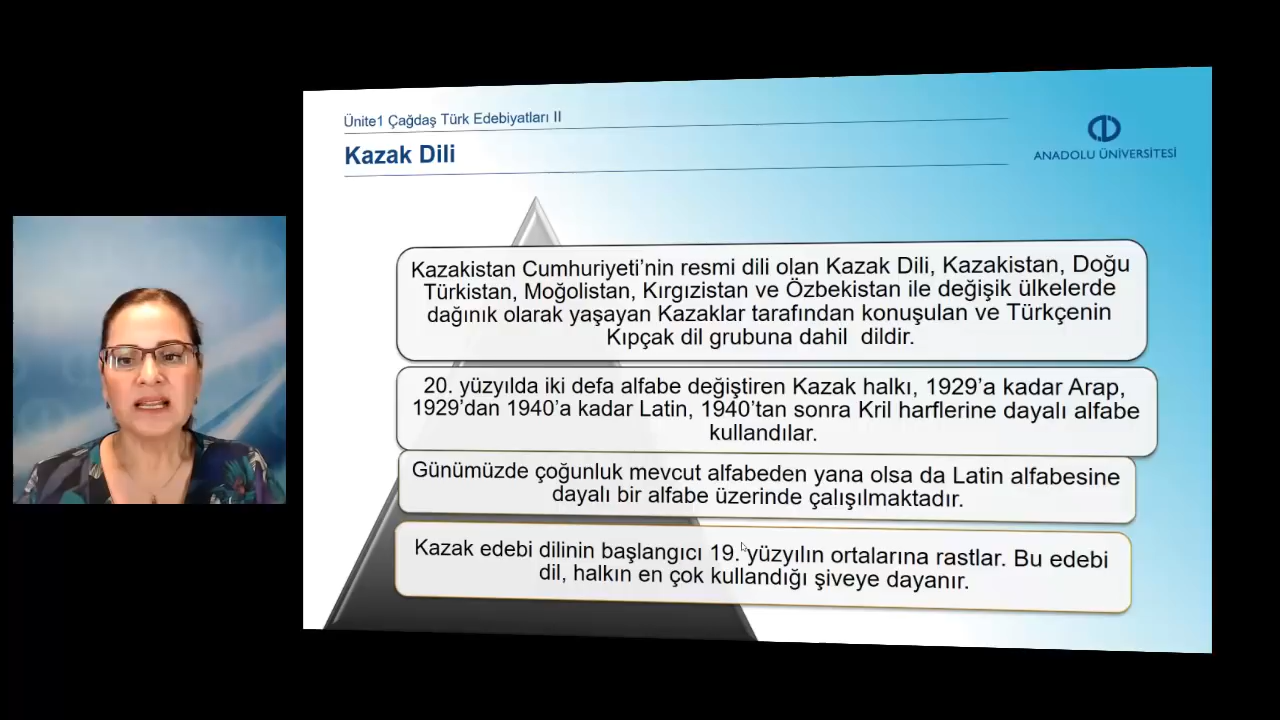 Ünite1 Çağdaş Türk Edebiyatları II
Kazak Dili
ANADOLU ÜNİVERSİTESİ
Kazakistan Cumhuriyeti’nin resmi dili olan Kazak Dili, Kazakistan, Doğu
Türkistan, Moğolistan, Kırgızistan ve Özbekistan ile değişik ülkelerde
dağınık olarak yaşayan Kazaklar tarafından konuşulan ve Türkçenin
Kıpçak dil grubuna dahil dildir.
20. yüzyılda iki defa alfabe değiştiren Kazak halkı, 1929’a kadar Arap,
1929’dan 1940’a kadar Latin, 1940’tan sonra Kril harflerine dayalı alfabe
kullandılar.
Günümüzde çoğunluk mevcut alfabeden yana olsa da Latin alfabesine
dayalı bir alfabe üzerinde çalışılmaktadır.
Kazak edebi dilinin başlangıcı 19. yüzyılın ortalarına rastlar. Bu edebi
dil, halkın en çok kullandığı şiveye dayanır.